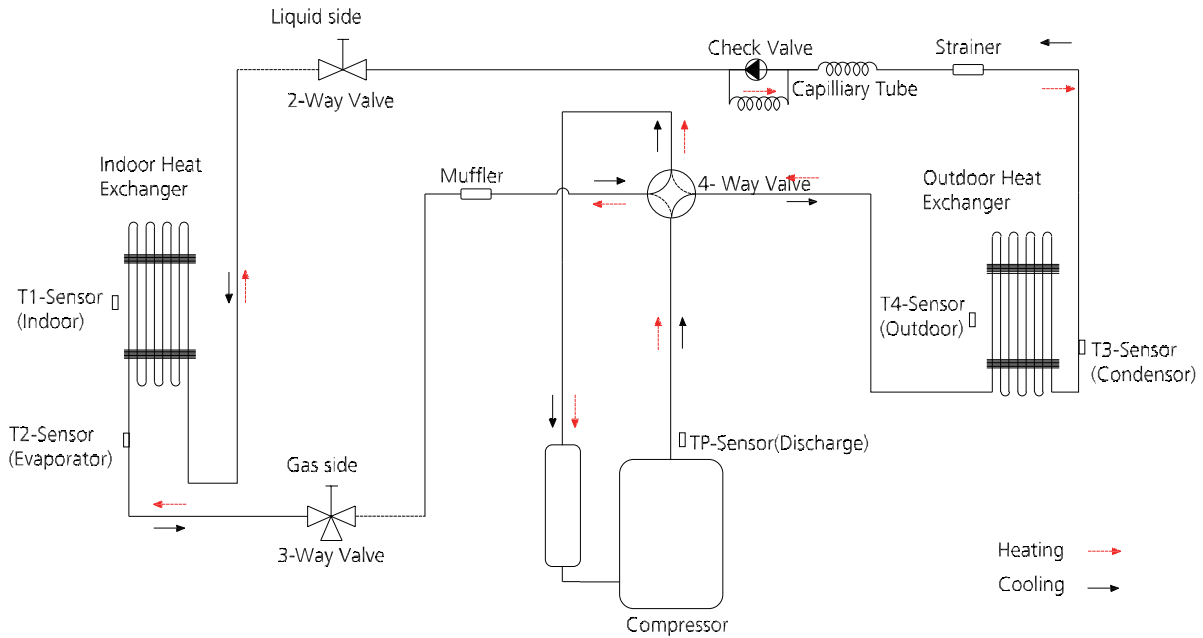 Liquid side
2-Way Valve
Check Valve
Capilliary Tube
Strainer
Indoor Heat
Exchanger
Muffler
4- Way Valve
Outdoor Heat
Exchanger
T1-Sensor
(Indoor)
T4-Sensor
(Outdoor)
T3-Sensor
(Condensor)
T2-Sensor
(Evaporator)
TP-Sensor(Discharge)
Gas side
3-Way Valve
Compressor
Heating
Cooling